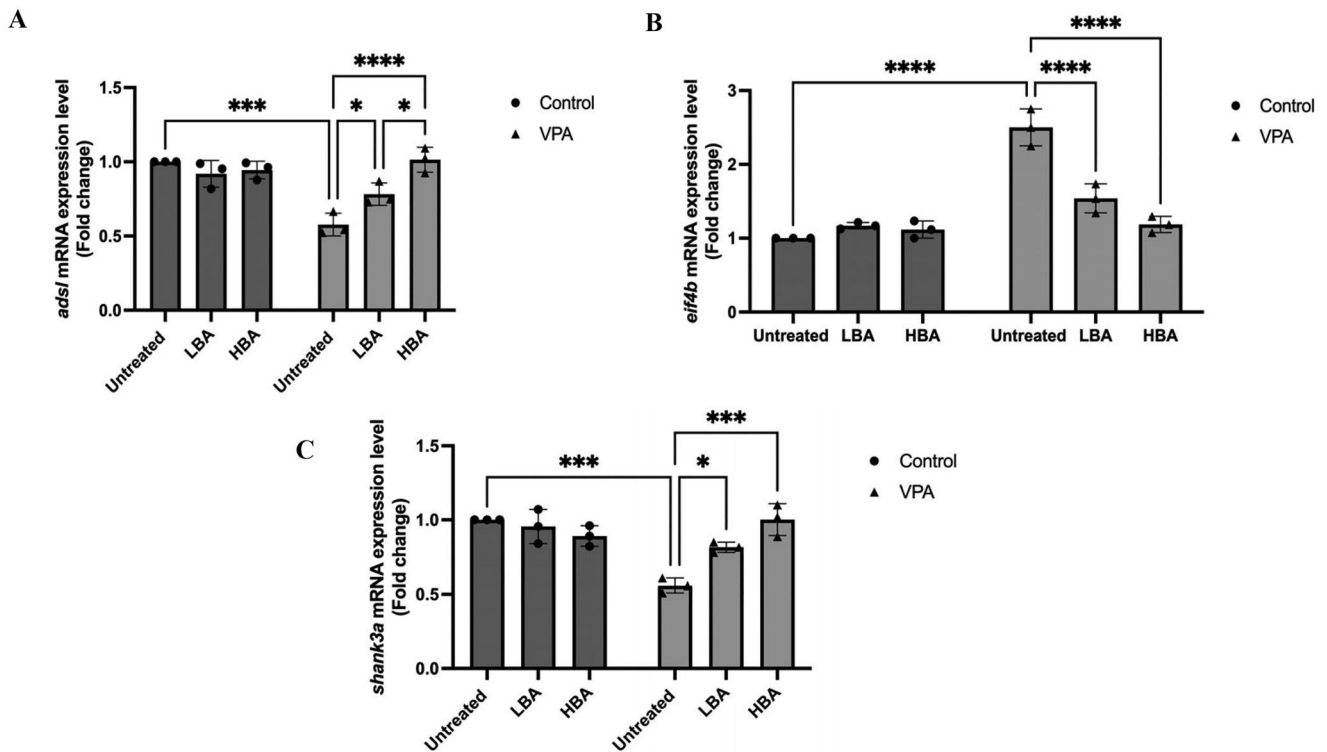 A
adsl mRNA expression level
(Fold change)
1.5
1.0
0.5
0.0
***
****
*
*
Control
VPA
Untreated
LBA
HBA
Untreated
LBA
HBA
B
eif4b mRNA expression level
(Fold change)
3
2
1
0
****
****
****
Control
VPA
Untreated
LBA
HBA
Untreated
LBA
HBA
C
shank3a mRNA expression level
(Fold change)
1.5
1.0
0.5
0.0
***
***
*
Control
VPA
Untreated
LBA
HBA
Untreated
LBA
HBA